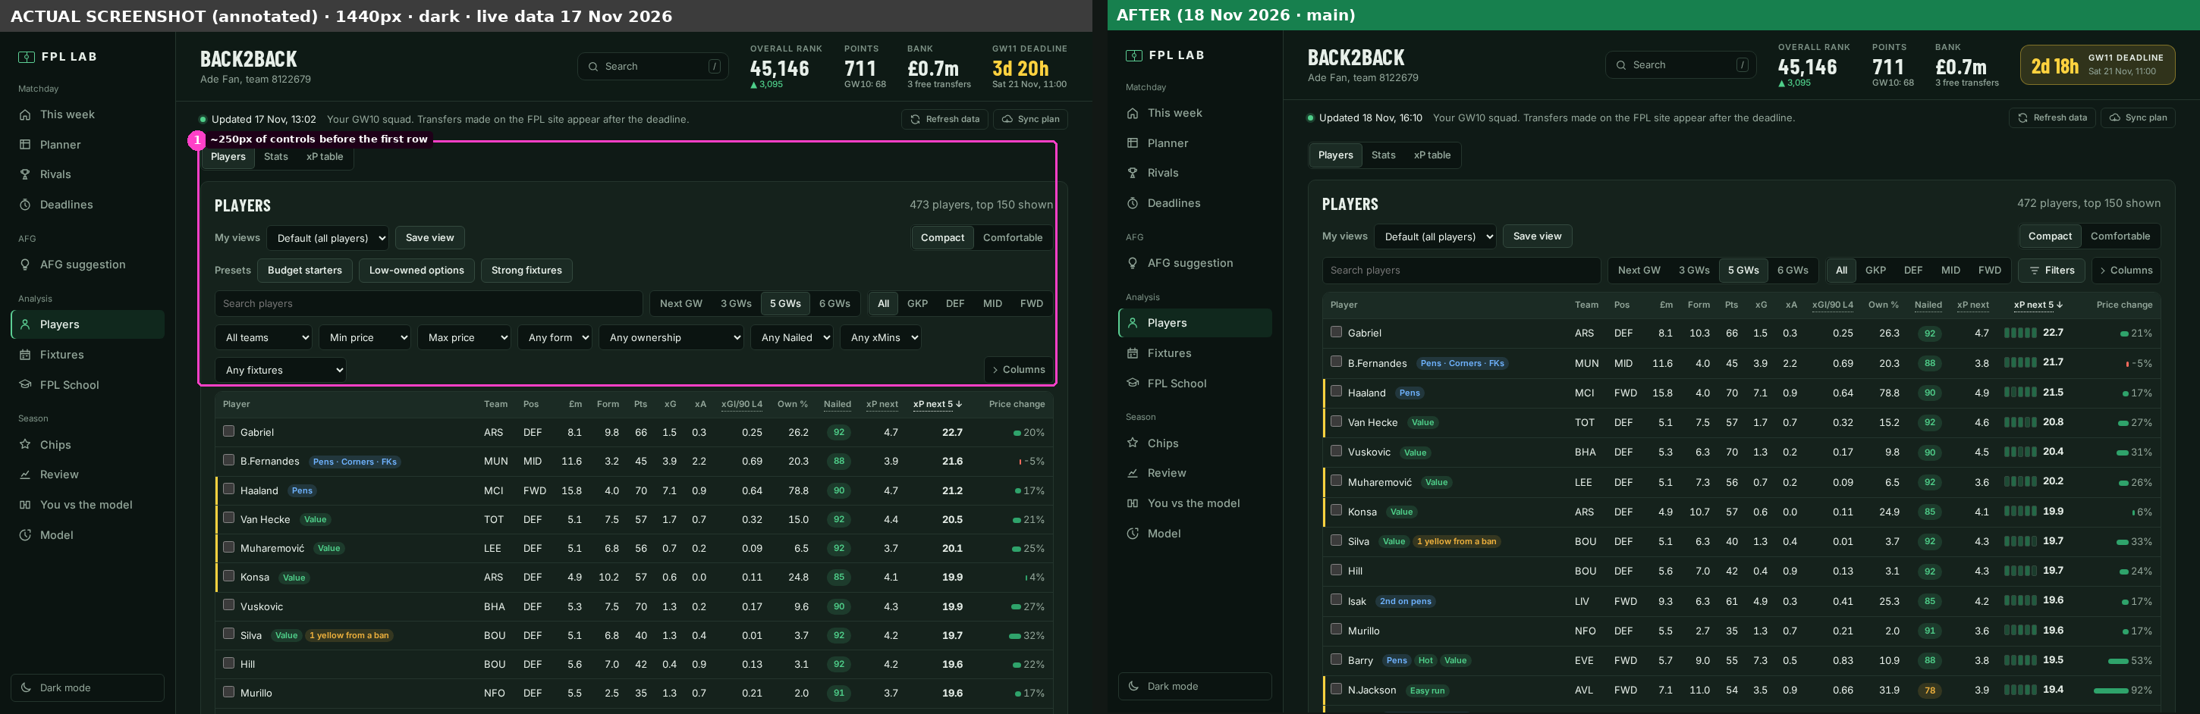 ACTUAL SCREENSHOT (annotated) · 1440px · dark · live data 17 Nov 2026
FPL LAB
Matchday
This week
Planner
Rivals
Deadlines
AFG
AFG suggestion
Analysis
Players
Fixtures
FPL School
Season
Chips
Review
You vs the model
Model
Dark mode
BACK2BACK
Ade Fan, team 8122679
Search /
OVERALL RANK
45,146
▲ 3,095
POINTS
711
GW10: 68
BANK
£0.7m
3 free transfers
GW11 DEADLINE
3d 20h
Sat 21 Nov, 11:00
Updated 17 Nov, 13:02 Your GW10 squad. Transfers made on the FPL site appear after the deadline.
Refresh data Sync plan
1 ~250px of controls before the first row
Players Stats xP table
PLAYERS 473 players, top 150 shown
My views Default (all players) Save view Compact Comfortable
Presets Budget starters Low-owned options Strong fixtures
Search players Next GW 3 GWs 5 GWs 6 GWs All GKP DEF MID FWD
All teams Min price Max price Any form Any ownership Any Nailed Any xMins
Any fixtures > Columns
Player Team Pos £m Form Pts xG xA xGI/90 L4 Own % Nailed xP next xP next 5 ↓ Price change
Gabriel ARS DEF 8.1 9.8 66 1.5 0.3 0.25 26.2 92 4.7 22.7 20%
B.Fernandes Pens · Corners · FKs MUN MID 11.6 3.2 45 3.9 2.2 0.69 20.3 88 3.9 21.6 -5%
Haaland Pens MCI FWD 15.8 4.0 70 7.1 0.9 0.64 78.8 90 4.7 21.2 17%
Van Hecke Value TOT DEF 5.1 7.5 57 1.7 0.7 0.32 15.0 92 4.4 20.5 21%
Muharemović Value LEE DEF 5.1 6.8 56 0.7 0.2 0.09 6.5 92 3.7 20.1 25%
Konsa Value ARS DEF 4.9 10.2 57 0.6 0.0 0.11 24.8 85 4.1 19.9 4%
Vuskovic BHA DEF 5.3 7.5 70 1.3 0.2 0.17 9.6 90 4.3 19.9 27%
Silva Value 1 yellow from a ban BOU DEF 5.1 6.8 40 1.3 0.4 0.01 3.7 92 4.2 19.7 32%
Hill BOU DEF 5.6 7.0 42 0.4 0.9 0.13 3.1 92 4.2 19.6 22%
Murillo NFO DEF 5.5 2.5 35 1.3 0.7 0.21 2.0 91 3.7 19.6 17%
AFTER (18 Nov 2026 · main)
FPL LAB
Matchday
This week
Planner
Rivals
Deadlines
AFG
AFG suggestion
Analysis
Players
Fixtures
FPL School
Season
Chips
Review
You vs the model
Model
Dark mode
BACK2BACK
Ade Fan, team 8122679
Search /
OVERALL RANK
45,146
▲ 3,095
POINTS
711
GW10: 68
BANK
£0.7m
3 free transfers
2d 18h
GW11 DEADLINE
Sat 21 Nov, 11:00
Updated 18 Nov, 16:10 Your GW10 squad. Transfers made on the FPL site appear after the deadline.
Refresh data Sync plan
Players Stats xP table
PLAYERS 472 players, top 150 shown
My views Default (all players) Save view Compact Comfortable
Search players Next GW 3 GWs 5 GWs 6 GWs All GKP DEF MID FWD Filters > Columns
Player Team Pos £m Form Pts xG xA xGI/90 L4 Own % Nailed xP next xP next 5 ↓ Price change
Gabriel ARS DEF 8.1 10.3 66 1.5 0.3 0.25 26.3 92 4.7 22.7 21%
B.Fernandes Pens · Corners · FKs MUN MID 11.6 4.0 45 3.9 2.2 0.69 20.3 88 3.8 21.7 -5%
Haaland Pens MCI FWD 15.8 4.0 70 7.1 0.9 0.64 78.8 90 4.9 21.5 17%
Van Hecke Value TOT DEF 5.1 7.5 57 1.7 0.7 0.32 15.2 92 4.6 20.8 27%
Vuskovic Value BHA DEF 5.3 6.3 70 1.3 0.2 0.17 9.8 90 4.5 20.4 31%
Muharemović Value LEE DEF 5.1 7.3 56 0.7 0.2 0.09 6.5 92 3.6 20.2 26%
Konsa Value ARS DEF 4.9 10.7 57 0.6 0.0 0.11 24.9 85 4.1 19.9 6%
Silva Value 1 yellow from a ban BOU DEF 5.1 6.3 40 1.3 0.4 0.01 3.7 92 4.3 19.7 33%
Hill BOU DEF 5.6 7.0 42 0.4 0.9 0.13 3.1 92 4.2 19.7 24%
Isak 2nd on pens LIV FWD 9.3 6.3 61 4.9 0.3 0.41 25.3 85 4.2 19.6 17%
Murillo NFO DEF 5.5 2.7 35 1.3 0.7 0.21 2.0 91 3.6 19.6 17%
Barry Pens Hot Value EVE FWD 5.7 9.0 55 7.3 0.5 0.83 10.9 88 3.8 19.5 53%
N.Jackson Easy run AVL FWD 7.1 11.0 54 3.5 0.9 0.66 31.9 78 3.9 19.4 92%